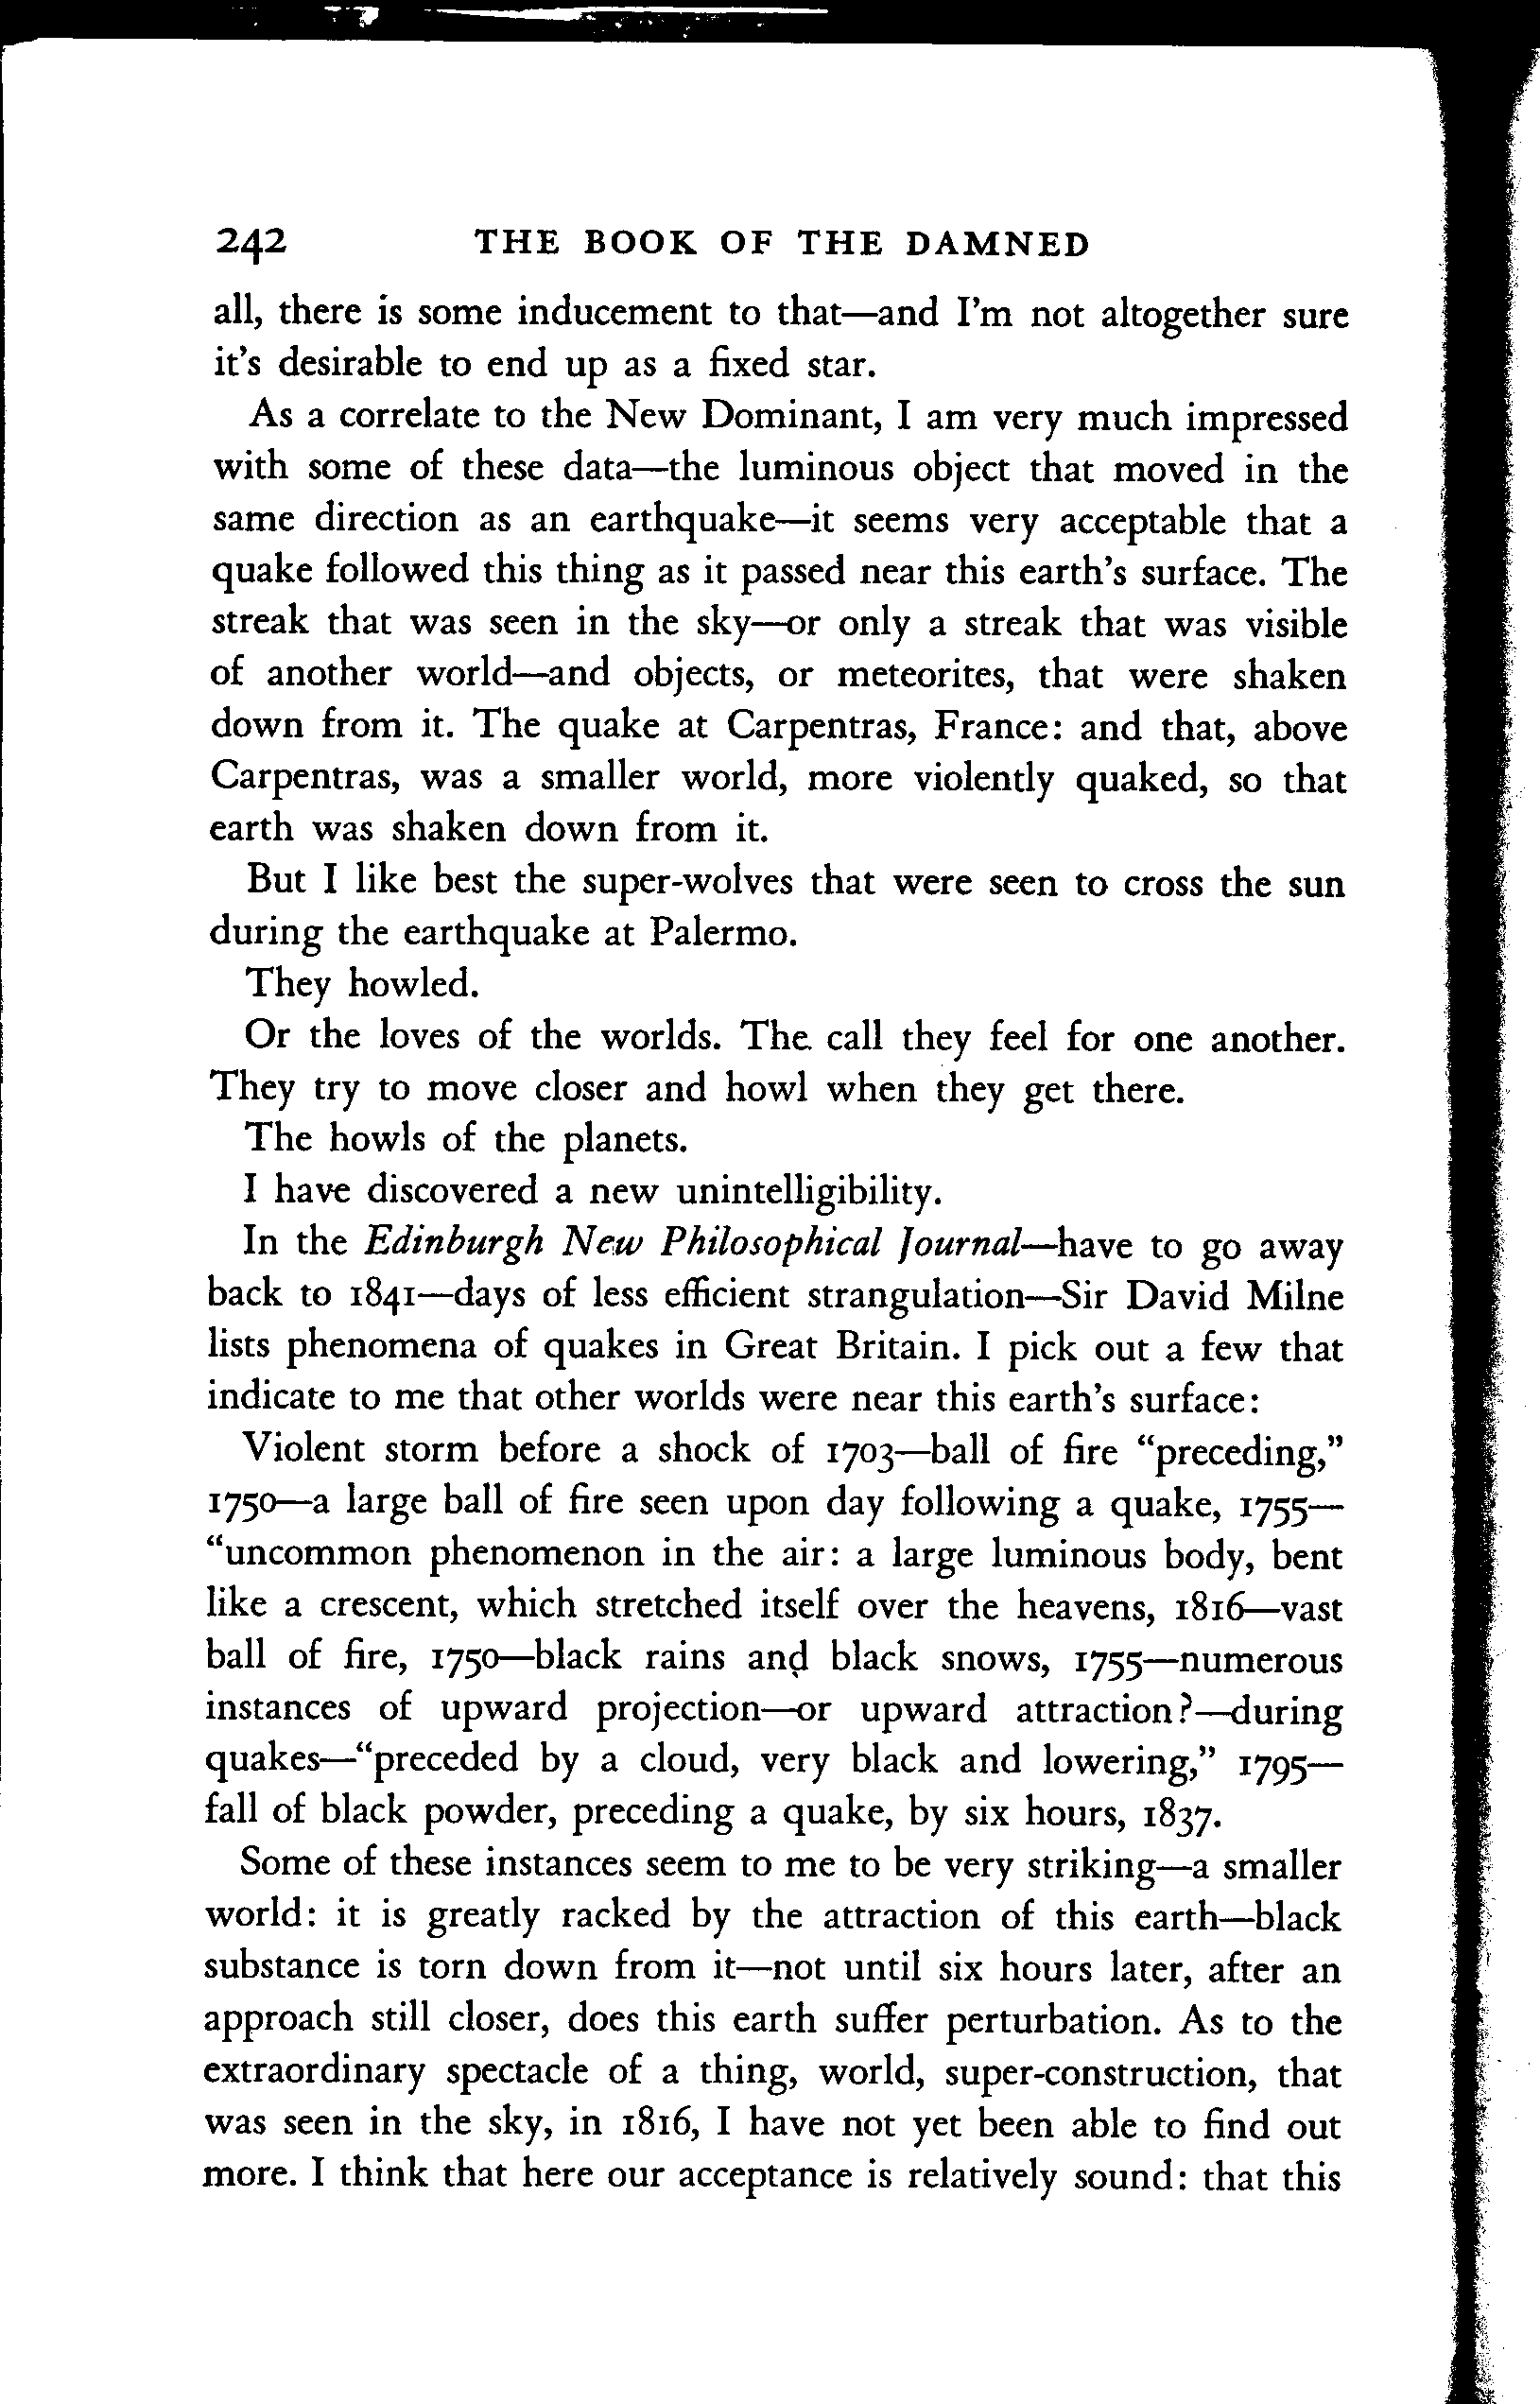 242 THE BOOK OF THE DAMNED
all, there is some inducement to that—and I'm not altogether sure
it's desirable to end up as a fixed star.
As a correlate to the New Dominant, I am very much impressed
with some of these data—the luminous object that moved in the
same direction as an earthquake—it seems very acceptable that a
quake followed this thing as it passed near this earth's surface. The
streak that was seen in the sky—or only a streak that was visible
of another world—and objects, or meteorites, that were shaken
down from it. The quake at Carpentras, France: and that, above
Carpentras, was a smaller world, more violently quaked, so that
earth was shaken down from it.
But I like best the super-wolves that were seen to cross the sun
during the earthquake at Palermo.
They howled.
Or the loves of the worlds. The call they feel for one another.
They try to move closer and howl when they get there.
The howls of the planets.
I have discovered a new unintelligibility.
In the Edinburgh New Philosophical Journal—have to go away
back to 1841—days of less efficient strangulation—Sir David Milne
lists phenomena of quakes in Great Britain. I pick out a few that
indicate to me that other worlds were near this earth's surface:
Violent storm before a shock of 1703—ball of fire “preceding,”
1750—a large ball of fire seen upon day following a quake, 1755—
“uncommon phenomenon in the air: a large luminous body, bent
like a crescent, which stretched itself over the heavens, 1816—vast
ball of fire, 1750—black rains and black snows, 1755—numerous
instances of upward projection—or upward attraction?—during
quakes—“preceded by a cloud, very black and lowering,” 1795—
fall of black powder, preceding a quake, by six hours, 1837.
Some of these instances seem to me to be very striking—a smaller
world: it is greatly racked by the attraction of this earth—black
substance is torn down from it—not until six hours later, after an
approach still closer, does this earth suffer perturbation. As to the
extraordinary spectacle of a thing, world, super-construction, that
was seen in the sky, in 1816, I have not yet been able to find out
more. I think that here our acceptance is relatively sound: that this